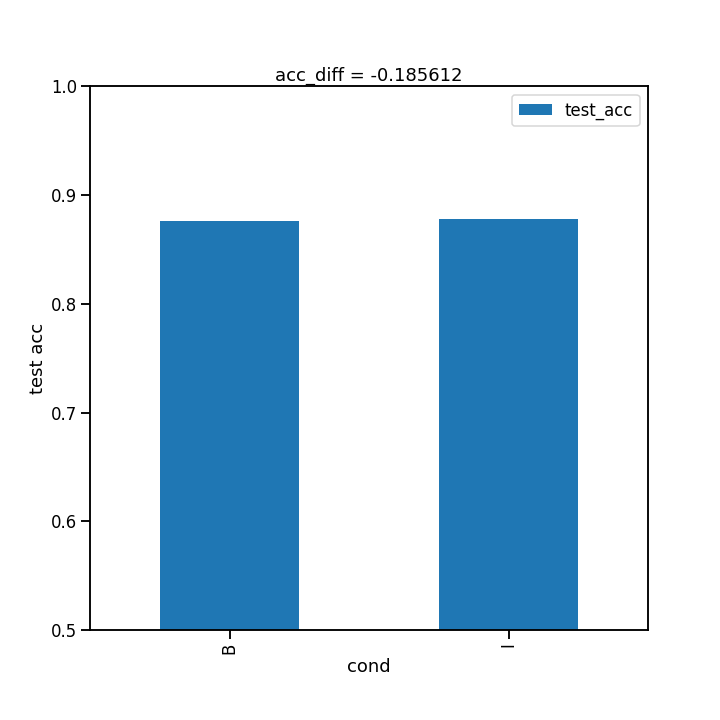 acc_diff = -0.185612
test_acc
1.0
0.9
0.8
0.7
0.6
0.5
test acc
B
I
cond